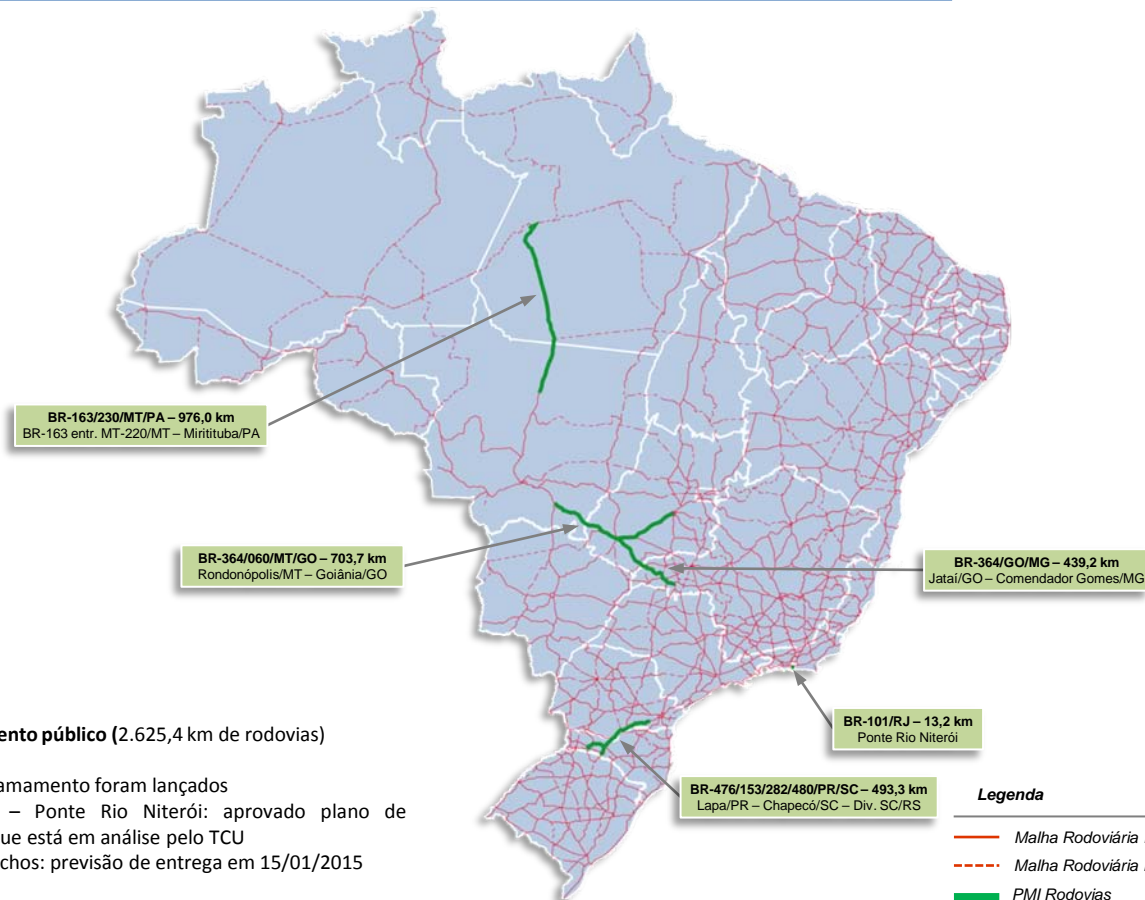 BR-163/230/MT/PA – 976,0 km
BR-163 entr. MT-220/MT – Miritituba/PA
BR-364/060/MT/GO – 703,7 km
Rondonópolis/MT – Goiânia/GO
BR-364/GO/MG – 439,2 km
Jataí/GO – Comendador Gomes/MG
BR-101/RJ – 13,2 km
Ponte Rio Niterói
BR-476/153/282/480/PR/SC – 493,3 km
Lapa/PR – Chapecó/SC – Div. SC/RS
ento público (2.625,4 km de rodovias)
amamento foram lançados
– Ponte Rio Niterói: aprovado plano de
ue está em análise pelo TCU
chos: previsão de entrega em 15/01/2015
Legenda
Malha Rodoviária
Malha Rodoviária
PMI Rodovias